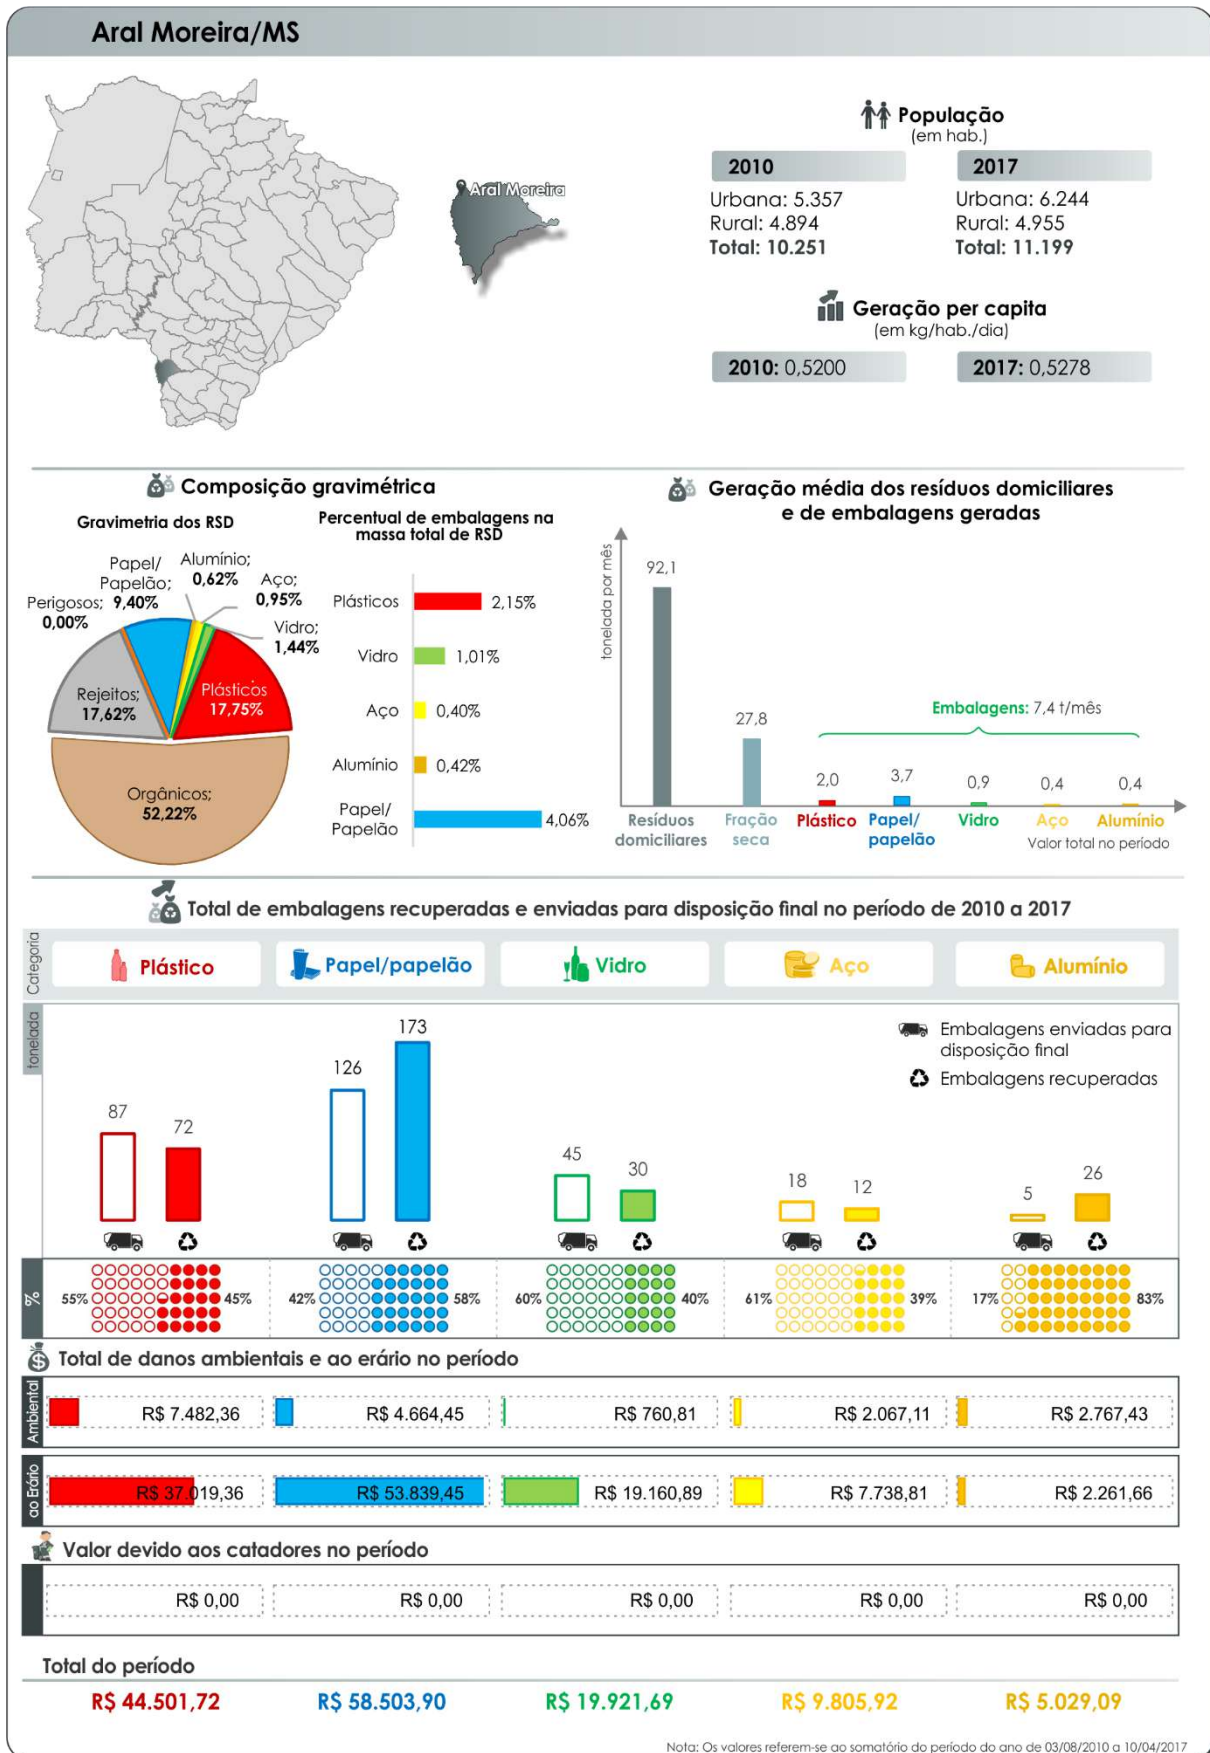 Aral Moreira/MS
Aral Moreira
População
(em hab.)
2010
2017
Urbana: 5.357
Rural: 4.894
Total: 10.251
Urbana: 6.244
Rural: 4.955
Total: 11.199
Geração per capita
(em kg/hab./dia)
2010: 0,5200
2017: 0,5278
Composição gravimétrica
Gravimetria dos RSD
Papel/
Papelão;
9,40%
Alumínio;
0,62%
Aço;
0,95%
Perigosos;
0,00%
Vidro;
1,44%
Rejeitos;
17,62%
Plásticos
17,75%
Orgânicos;
52,22%
Percentual de embalagens na
massa total de RSD
Plásticos
2,15%
Vidro
1,01%
Aço
0,40%
Alumínio
0,42%
Papel/
Papelão
4,06%
Geração média dos resíduos domiciliares
e de embalagens geradas
tonelada por mês
92,1
27,8
Embalagens: 7,4 t/mês
2,0
3,7
0,9
0,4
0,4
Resíduos
domiciliares
Fração
seca
Plástico
Papel/
papelão
Vidro
Aço
Alumínio
Valor total no período
Total de embalagens recuperadas e enviadas para disposição final no período de 2010 a 2017
Categoria
Plástico
Papel/papelão
Vidro
Aço
Alumínio
tonelada
87
72
126
173
45
30
18
12
5
26
Embalagens enviadas para
disposição final
Embalagens recuperadas
%
55%
45%
42%
58%
60%
40%
61%
39%
17%
83%
Total de danos ambientais e ao erário no período
Ambiental
R$ 7.482,36
R$ 4.664,45
R$ 760,81
R$ 2.067,11
R$ 2.767,43
ao Erário
R$ 37.019,36
R$ 53.839,45
R$ 19.160,89
R$ 7.738,81
R$ 2.261,66
Valor devido aos catadores no período
R$ 0,00
R$ 0,00
R$ 0,00
R$ 0,00
R$ 0,00
Total do período
R$ 44.501,72
R$ 58.503,90
R$ 19.921,69
R$ 9.805,92
R$ 5.029,09
Nota: Os valores referem-se ao somatório do período do ano de 03/08/2010 a 10/04/2017